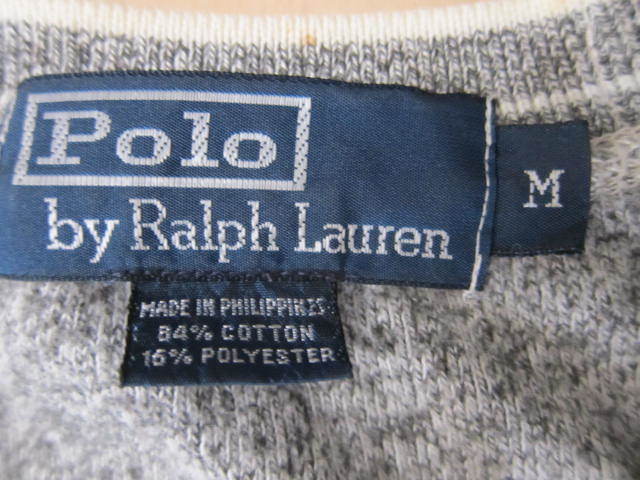 Polo
by Ralph Lauren
M
MADE IN PHILIPPINES
84% COTTON
16% POLYESTER